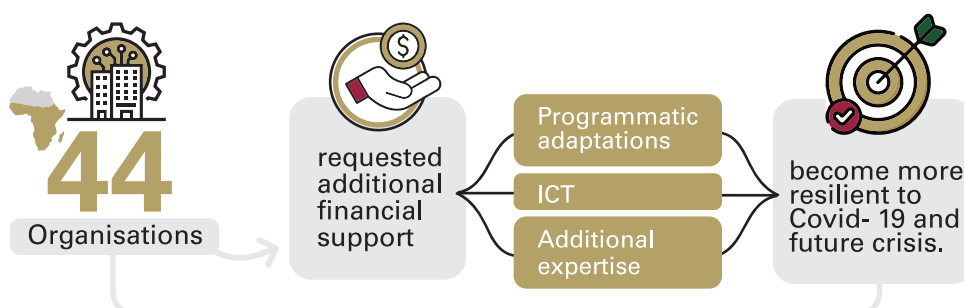 44
Organisations
$
requested
additional
financial
support
Programmatic
adaptations
ICT
Additional
expertise
become more
resilient to
Covid- 19 and
future crisis.